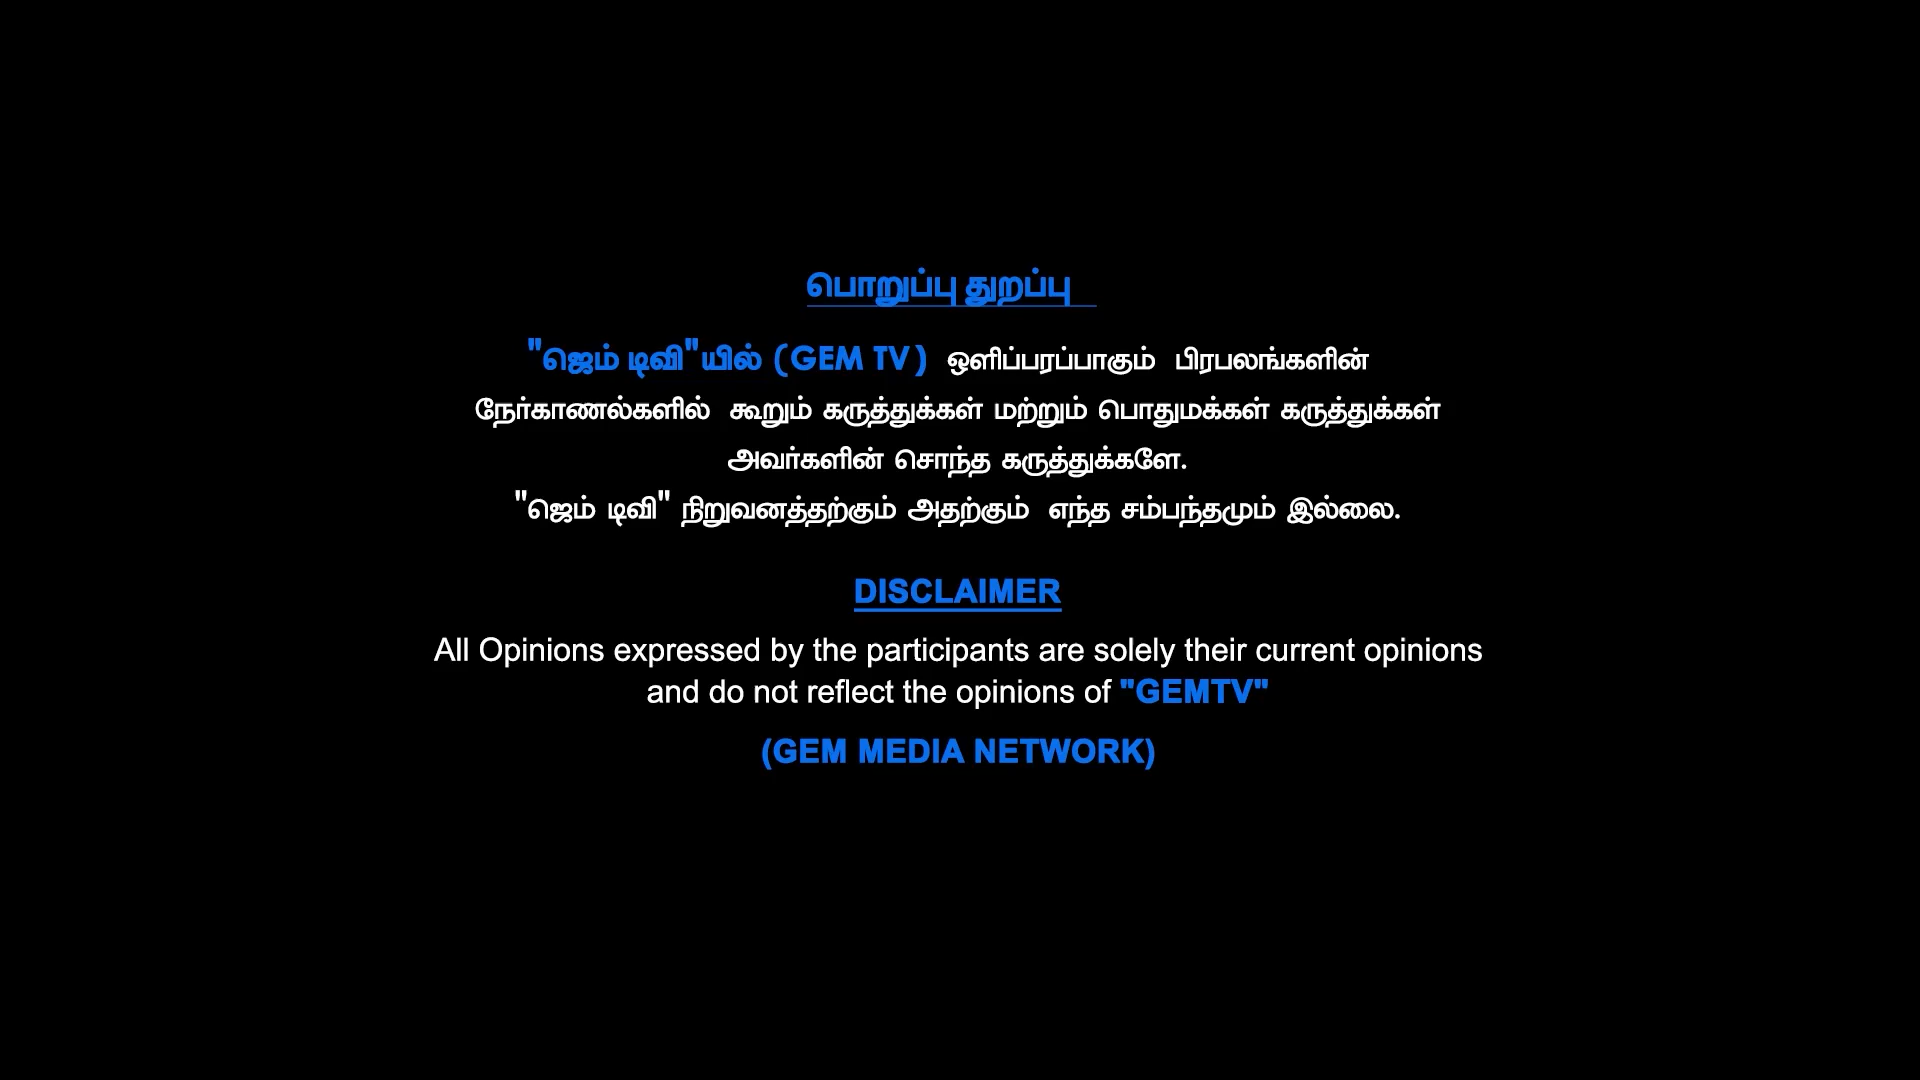 பொறுப்பு துறப்பு
"ஜெம் டிவி"யில் (GEM TV) ஒளிப்பரப்பாகும் பிரபலங்களின்
நேர்காணல்களில் கூறும் கருத்துக்கள் மற்றும் பொதுமக்கள் கருத்துக்கள்
அவர்களின் சொந்த கருத்துக்களே.
"ஜெம் டிவி" நிறுவனத்தற்கும் அதற்கும் எந்த சம்பந்தமும் இல்லை.
DISCLAIMER
All Opinions expressed by the participants are solely their current opinions
and do not reflect the opinions of "GEMTV"
(GEM MEDIA NETWORK)